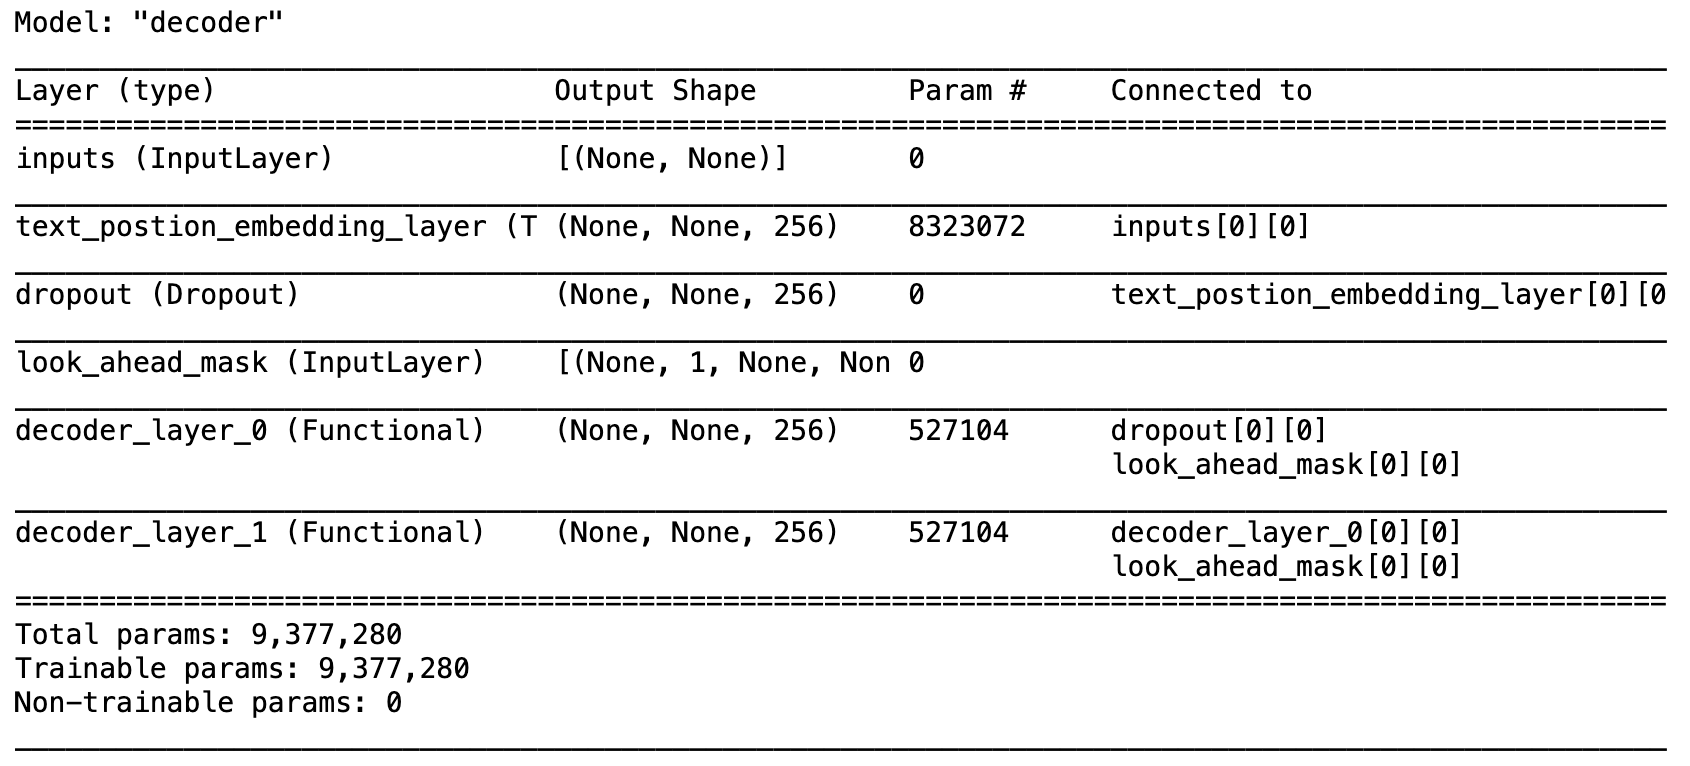 Model: "decoder"
Layer (type) Output Shape Param # Connected to
inputs (InputLayer) [(None, None)] 0
text_postion_embedding_layer (T (None, None, 256) 8323072 inputs[0][0]
dropout (Dropout) (None, None, 256) 0 text_postion_embedding_layer[0][0
look_ahead_mask (InputLayer) [(None, 1, None, Non 0
decoder_layer_0 (Functional) (None, None, 256) 527104 dropout[0][0]
look_ahead_mask[0][0]
decoder_layer_1 (Functional) (None, None, 256) 527104 decoder_layer_0[0][0]
look_ahead_mask[0][0]
Total params: 9,377,280
Trainable params: 9,377,280
Non-trainable params: 0